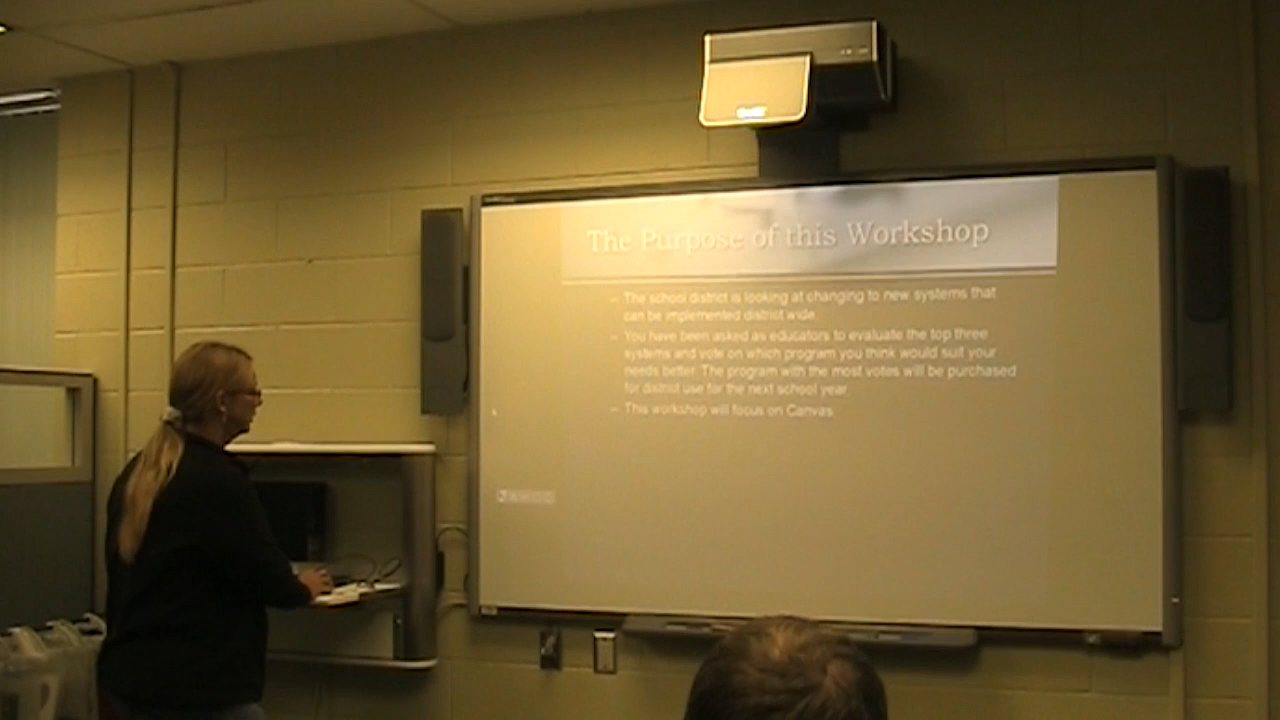 The Purpose of this Workshop
– The school district is looking at changing to new systems that
can be implemented district wide.
– You have been asked as educators to evaluate the top three
systems and vote on which program you think would suit your
needs better. The program with the most votes will be purchased
for district use for the next school year.
– This workshop will focus on Canvas.